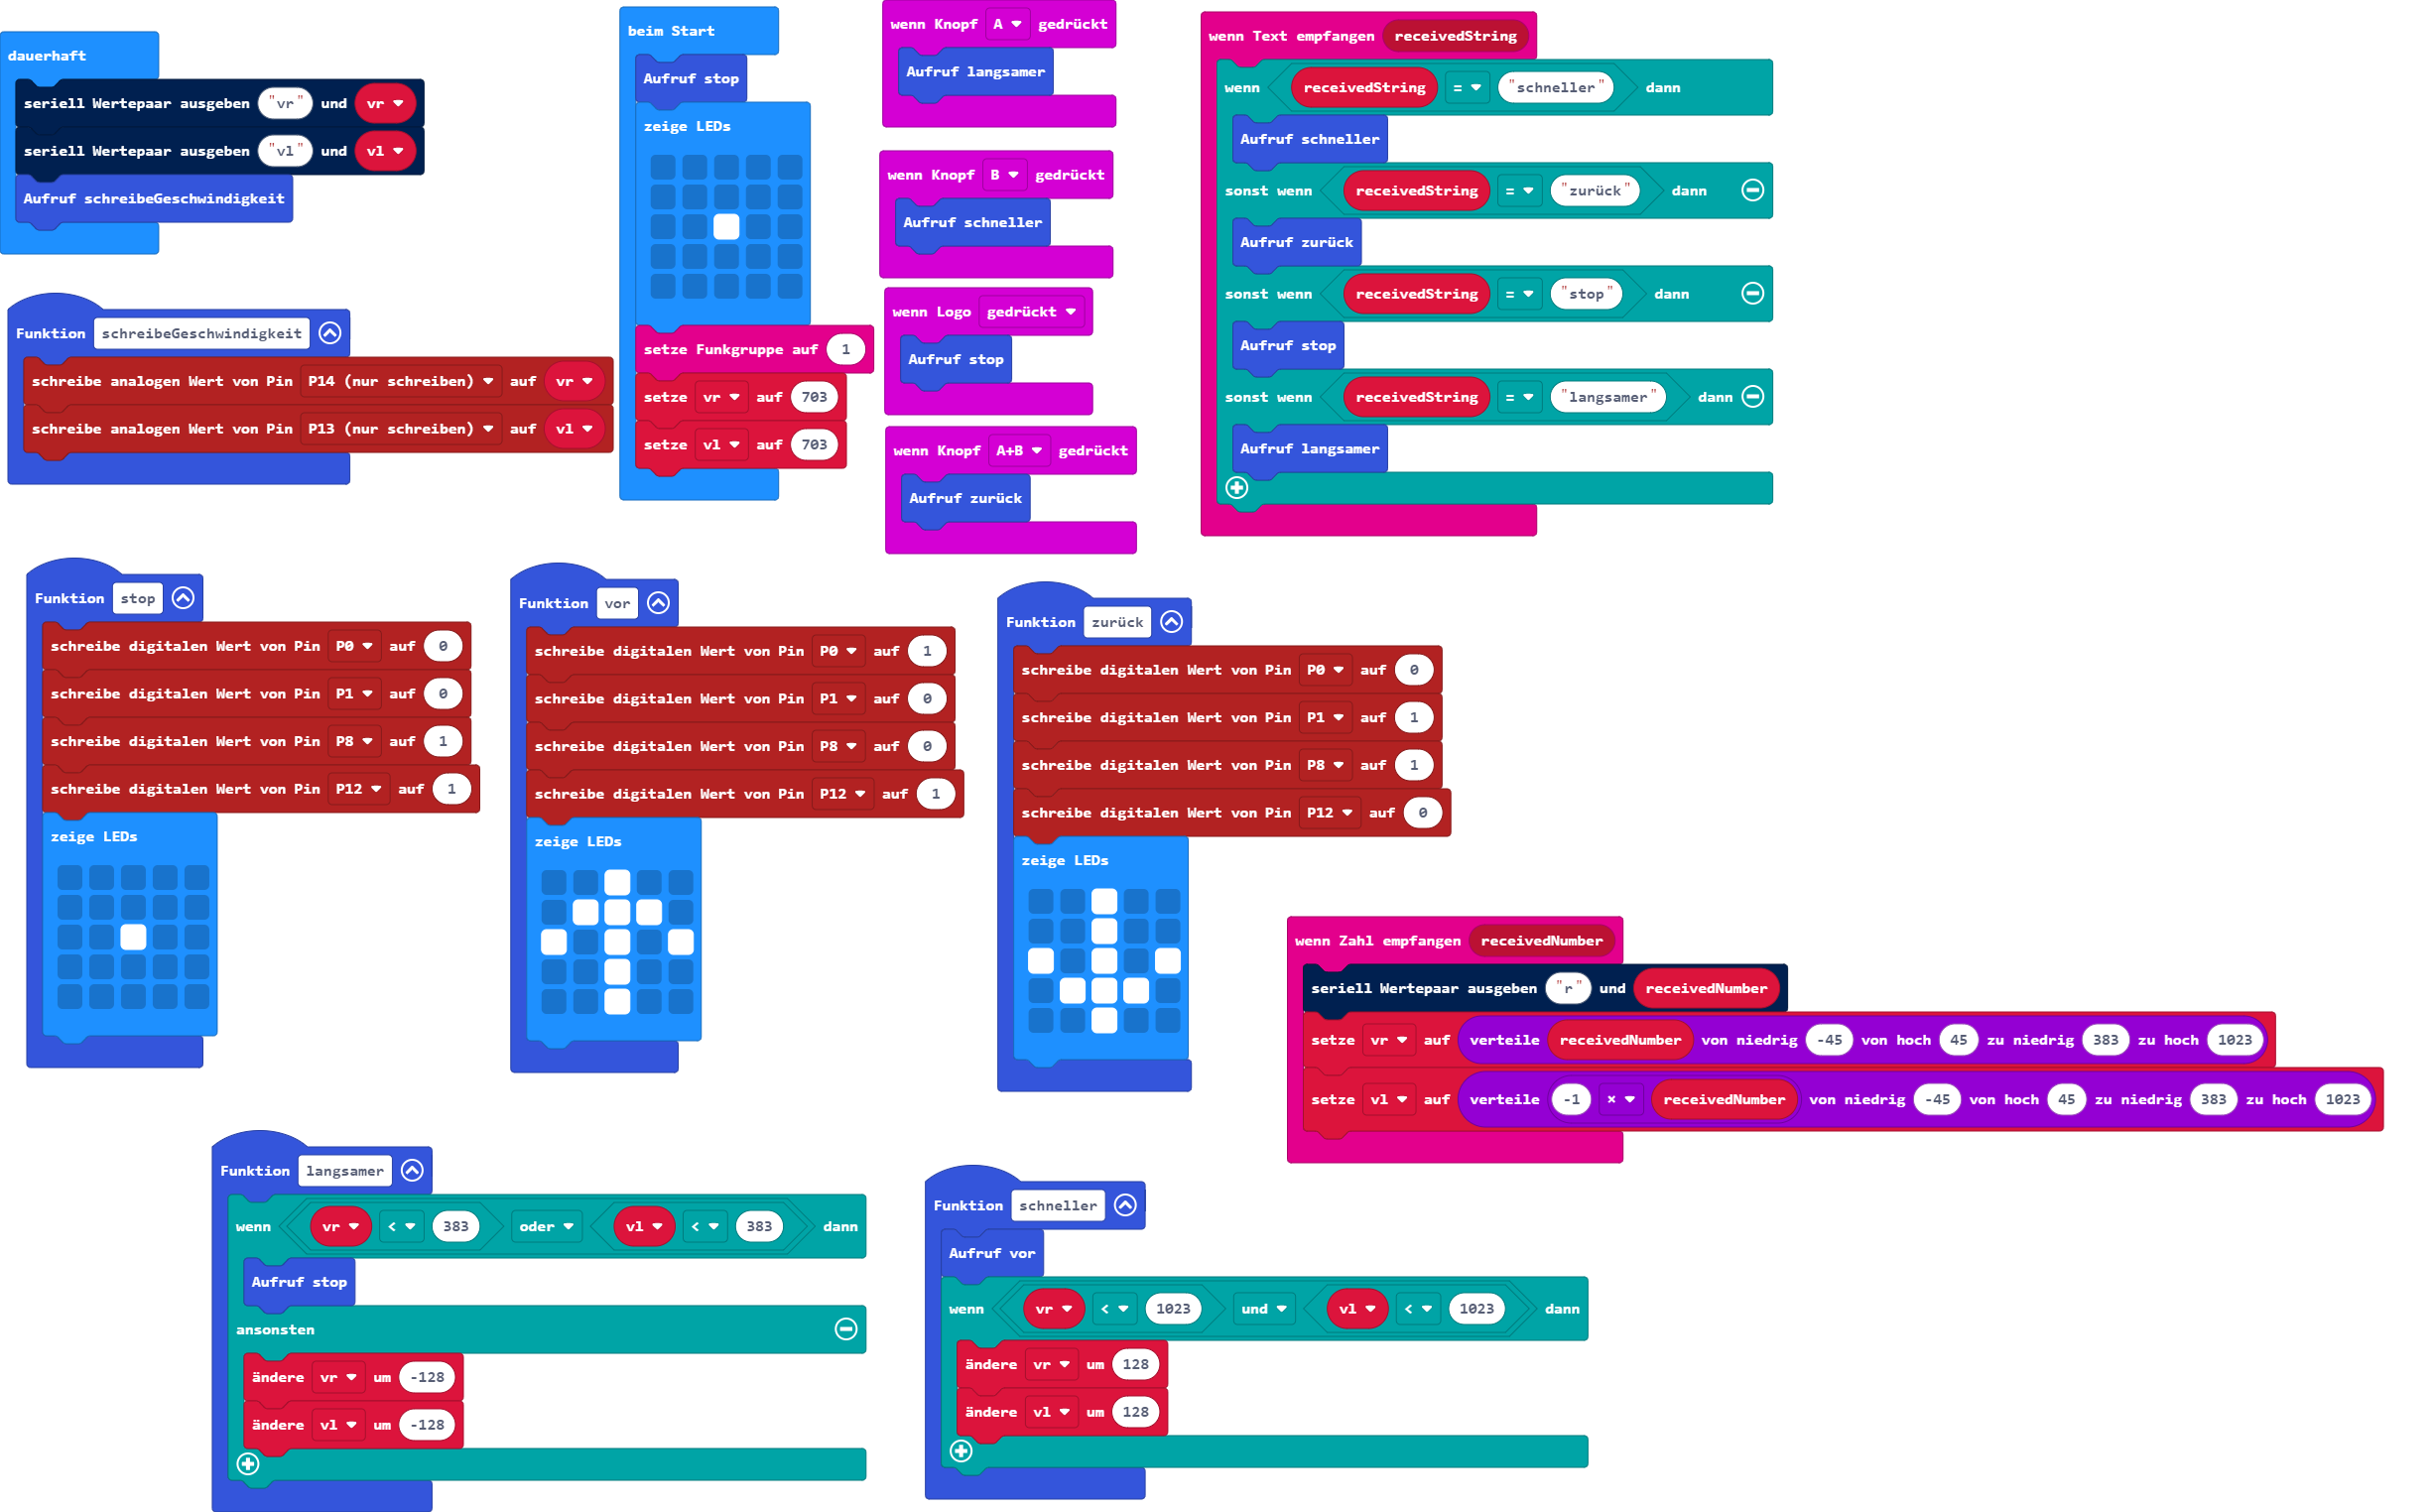 dauerhaft
seriell Wertepaar ausgeben "vr" und vr
seriell Wertepaar ausgeben "vl" und vl
Aufruf schreibeGeschwindigkeit
Funktion schreibeGeschwindigkeit
schreibe analogen Wert von Pin P14 (nur schreiben) auf vr
schreibe analogen Wert von Pin P13 (nur schreiben) auf vl
beim Start
Aufruf stop
zeige LEDs
setze Funkgruppe auf 1
setze vr auf 703
setze vl auf 703
wenn Knopf A gedrückt
Aufruf langsamer
wenn Knopf B gedrückt
Aufruf schneller
wenn Logo gedrückt
Aufruf stop
wenn Knopf A+B gedrückt
Aufruf zurück
wenn Text empfangen receivedString
wenn receivedString = "schneller" dann
Aufruf schneller
sonst wenn receivedString = "zurück" dann
Aufruf zurück
sonst wenn receivedString = "stop" dann
Aufruf stop
sonst wenn receivedString = "langsamer" dann
Aufruf langsamer
Funktion stop
schreibe digitalen Wert von Pin P0 auf 0
schreibe digitalen Wert von Pin P1 auf 0
schreibe digitalen Wert von Pin P8 auf 1
schreibe digitalen Wert von Pin P12 auf 1
zeige LEDs
Funktion vor
schreibe digitalen Wert von Pin P0 auf 1
schreibe digitalen Wert von Pin P1 auf 0
schreibe digitalen Wert von Pin P8 auf 0
schreibe digitalen Wert von Pin P12 auf 1
zeige LEDs
Funktion zurück
schreibe digitalen Wert von Pin P0 auf 0
schreibe digitalen Wert von Pin P1 auf 1
schreibe digitalen Wert von Pin P8 auf 1
schreibe digitalen Wert von Pin P12 auf 0
zeige LEDs
wenn Zahl empfangen receivedNumber
seriell Wertepaar ausgeben "r" und receivedNumber
setze vr auf verteile receivedNumber von niedrig -45 von hoch 45 zu niedrig 383 zu hoch 1023
setze vl auf verteile -1 × receivedNumber von niedrig -45 von hoch 45 zu niedrig 383 zu hoch 1023
Funktion langsamer
wenn vr < 383 oder vl < 383 dann
Aufruf stop
ansonsten
ändere vr um -128
ändere vl um -128
Funktion schneller
Aufruf vor
wenn vr < 1023 und vl < 1023 dann
ändere vr um 128
ändere vl um 128